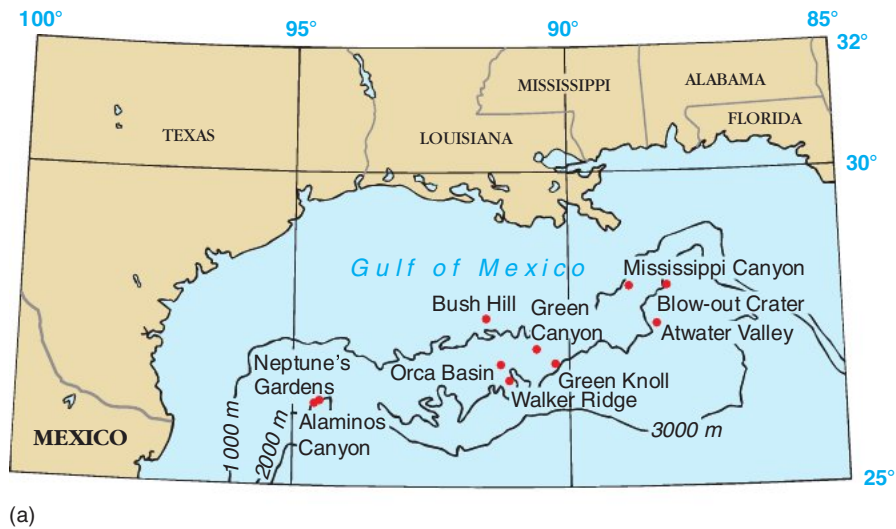 100°
95°
90°
85°
32°
MISSISSIPPI
ALABAMA
TEXAS
LOUISIANA
FLORIDA
30°
Gulf of Mexico
Mississippi Canyon
Bush Hill
Green
Canyon
Blow-out Crater
Atwater Valley
Neptune's
Gardens
Orca Basin
Green Knoll
Walker Ridge
Alaminos
Canyon
MEXICO
1000 m
2000 m
3000 m
25°
(a)